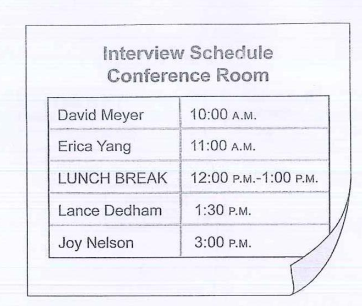 Interview Schedule
Conference Room
David Meyer 10:00 A.M.
Erica Yang 11:00 A.M.
LUNCH BREAK 12:00 P.M.-1:00 P.M.
Lance Dedham 1:30 P.M.
Joy Nelson 3:00 P.M.